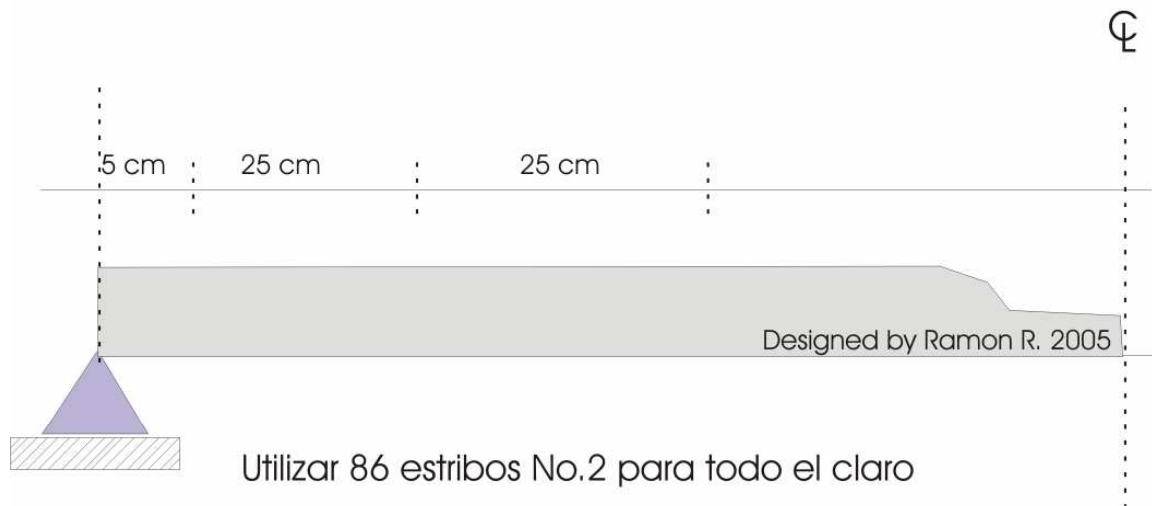 ℄
5 cm 25 cm 25 cm
Designed by Ramon R. 2005
Utilizar 86 estribos No.2 para todo el claro